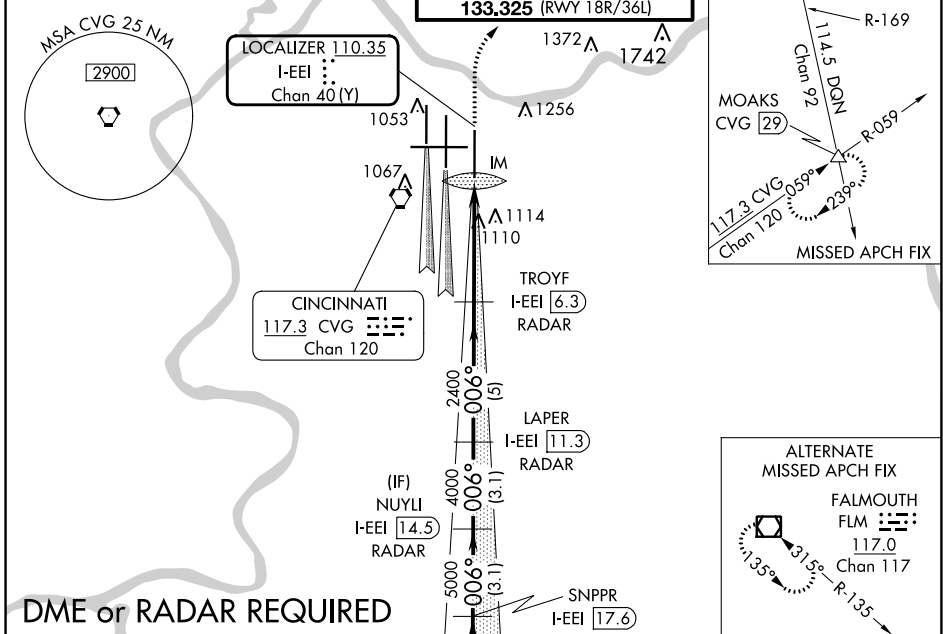 133.325 (RWY 18R/36L)
MSA CVG 25 NM
2900
LOCALIZER 110.35
I-EEI
Chan 40 (Y)
1372
1742
1053
1256
IM
1067
1114
1110
CINCINNATI
117.3 CVG
Chan 120
TROYF
I-EEI 6.3
RADAR
2400
006°
(5)
LAPER
I-EEI 11.3
RADAR
4000
006°
(3.1)
(IF)
NUYLI
I-EEI 14.5
RADAR
5000
006°
(3.1)
SNPPR
I-EEI 17.6
DME or RADAR REQUIRED
R-169
114.5 DQN
Chan 92
MOAKS
CVG 29
R-059
059°
239°
117.3 CVG
Chan 120
MISSED APCH FIX
ALTERNATE
MISSED APCH FIX
FALMOUTH
FLM
117.0
Chan 117
315°
135°
R-135